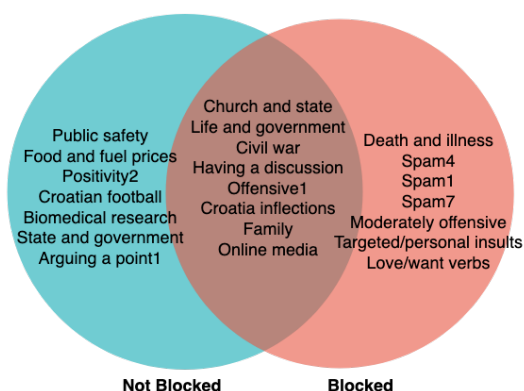 Public safety
Food and fuel prices
Positivity2
Croatian football
Biomedical research
State and government
Arguing a point1
Church and state
Life and government
Civil war
Having a discussion
Offensive1
Croatia inflections
Family
Online media
Death and illness
Spam4
Spam1
Spam7
Moderately offensive
Targeted/personal insults
Love/want verbs
Not Blocked
Blocked